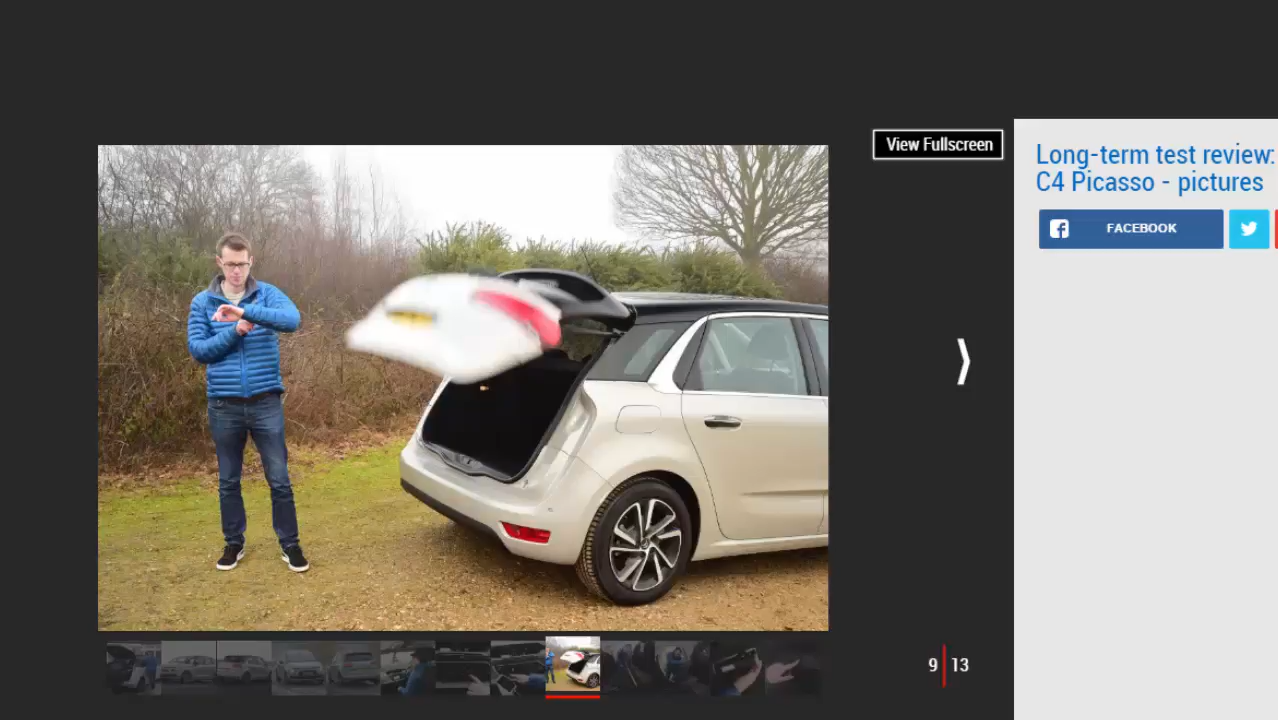 View Fullscreen
Long-term test review:
C4 Picasso - pictures
FACEBOOK
9 13